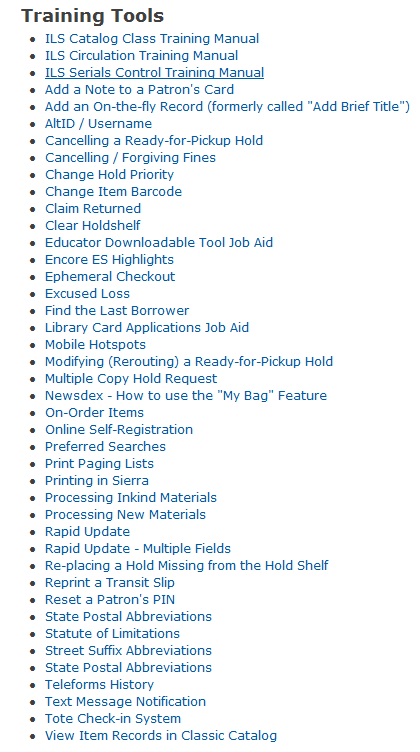 Training Tools
ILS Catalog Class Training Manual
ILS Circulation Training Manual
ILS Serials Control Training Manual
Add a Note to a Patron's Card
Add an On-the-fly Record (formerly called "Add Brief Title")
AltID / Username
Cancelling a Ready-for-Pickup Hold
Cancelling / Forgiving Fines
Change Hold Priority
Change Item Barcode
Claim Returned
Clear Holdshelf
Educator Downloadable Tool Job Aid
Encore ES Highlights
Ephemeral Checkout
Excused Loss
Find the Last Borrower
Library Card Applications Job Aid
Mobile Hotspots
Modifying (Rerouting) a Ready-for-Pickup Hold
Multiple Copy Hold Request
Newsdex - How to use the "My Bag" Feature
On-Order Items
Online Self-Registration
Preferred Searches
Print Paging Lists
Printing in Sierra
Processing Inkind Materials
Processing New Materials
Rapid Update
Rapid Update - Multiple Fields
Re-placing a Hold Missing from the Hold Shelf
Reprint a Transit Slip
Reset a Patron's PIN
State Postal Abbreviations
Statute of Limitations
Street Suffix Abbreviations
State Postal Abbreviations
Teleforms History
Text Message Notification
Tote Check-in System
View Item Records in Classic Catalog